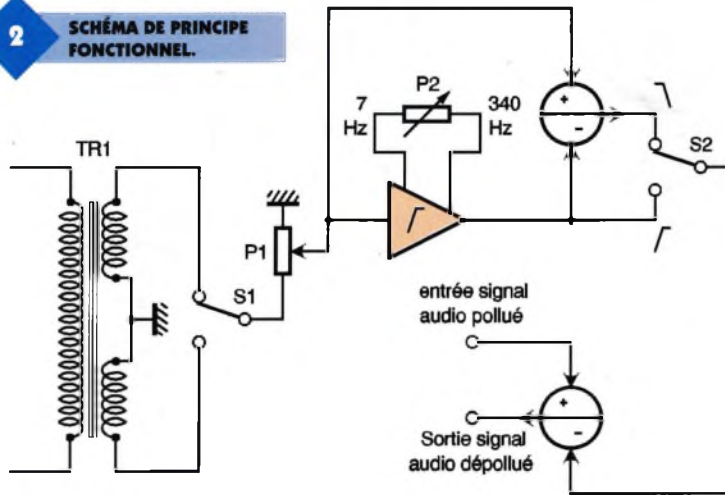 2
SCHÉMA DE PRINCIPE
FONCTIONNEL.
TR1
S1
P1
7
Hz
P2
340
Hz
+
-
S2
entrée signal
audio pollué
+
-
Sortie signal
audio dépollué